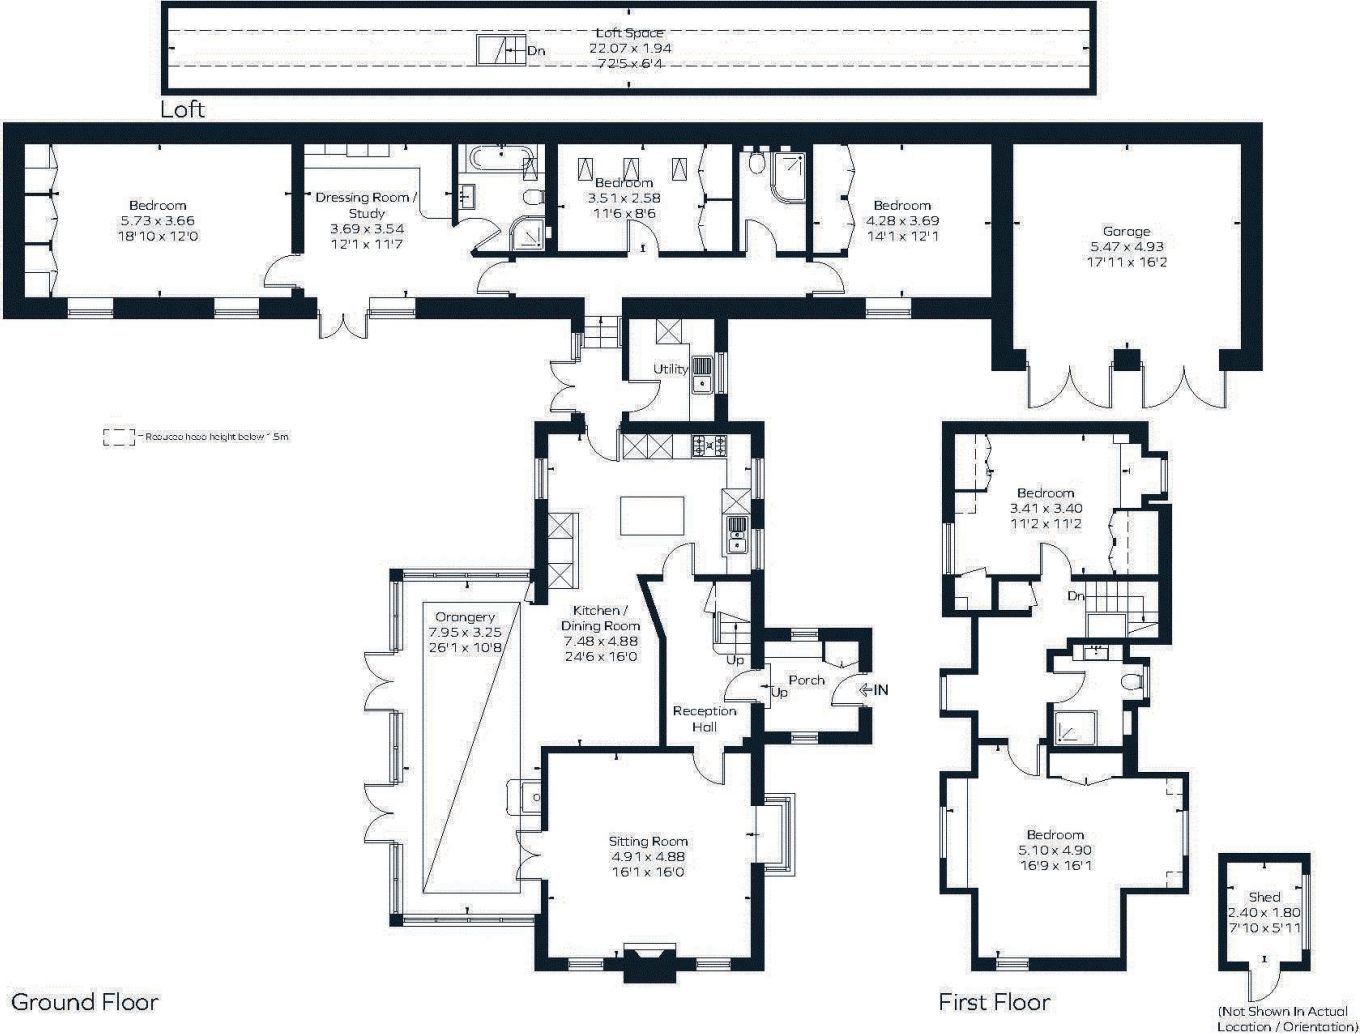 Loft Space
22.07 x 1.94
72'5 x 6'4
Dn
Loft
Bedroom
5.73 x 3.66
18'10 x 12'0
Dressing Room /
Study
3.69 x 3.54
12'1 x 11'7
Bedroom
3.51 x 2.58
11'6 x 8'6
Bedroom
4.28 x 3.69
14'1 x 12'1
Garage
5.47 x 4.93
17'11 x 16'2
Utility
- Reduced head height below 1.5m
Kitchen /
Dining Room
7.48 x 4.88
24'6 x 16'0
Orangery
7.95 x 3.25
26'1 x 10'8
Up
Up
Porch
IN
Reception
Hall
Sitting Room
4.91 x 4.88
16'1 x 16'0
Ground Floor
Bedroom
3.41 x 3.40
11'2 x 11'2
Dn
Bedroom
5.10 x 4.90
16'9 x 16'1
First Floor
Shed
2.40 x 1.80
7'10 x 5'11
(Not Shown In Actual
Location / Orientation)